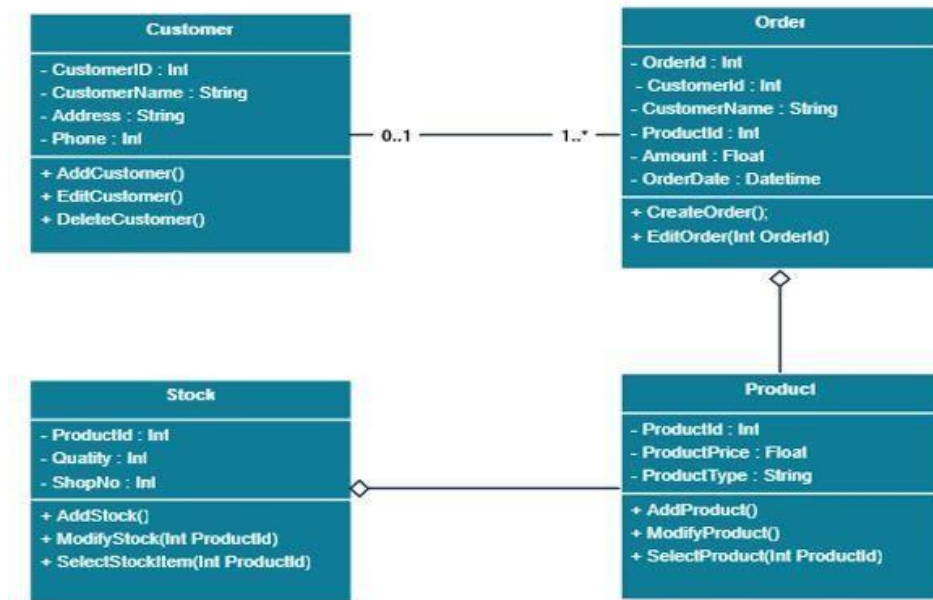 Customer
- CustomerID : Int
- CustomerName : String
- Address : String
- Phone : Int
+ AddCustomer()
+ EditCustomer()
+ DeleteCustomer()
0..1
1..*
Order
- OrderId : Int
- CustomerId : Int
- CustomerName : String
- ProductId : Int
- Amount : Float
- OrderDate : Datetime
+ CreateOrder();
+ EditOrder(Int OrderId)
Stock
- ProductId : Int
- Quatity : Int
- ShopNo : Int
+ AddStock()
+ ModifyStock(Int ProductId)
+ SelectStockItem(Int ProductId)
Product
- ProductId : Int
- ProductPrice : Float
- ProductType : String
+ AddProduct()
+ ModifyProduct()
+ SelectProduct(Int ProductId)